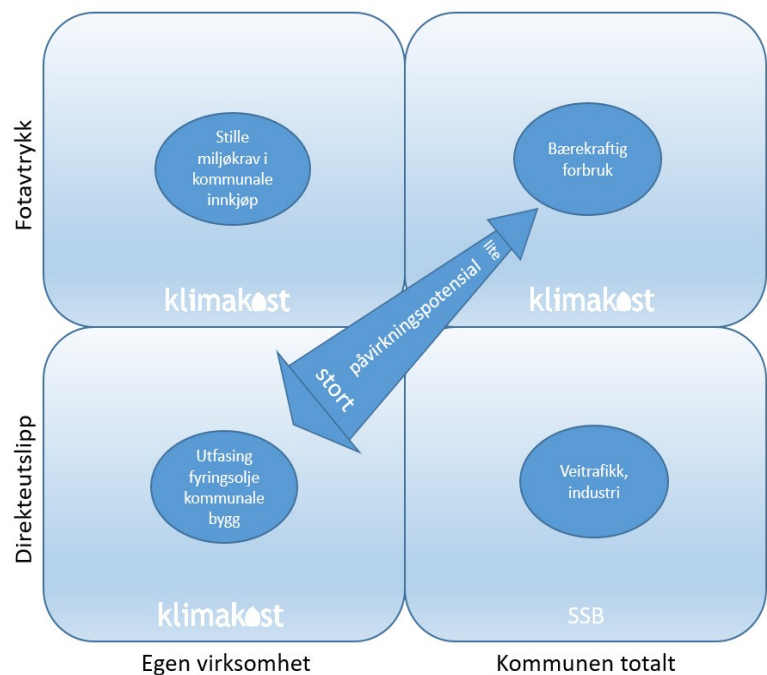 Fotavtrykk
Stille
miljøkrav i
kommunale
innkjøp
klimakost
Bærekraftig
forbruk
klimakost
lite
påvirkningspotensial
stort
Direkteutslipp
Utfasing
fyringsolje
kommunale
bygg
klimakost
Veitrafikk,
industri
SSB
Egen virksomhet
Kommunen totalt